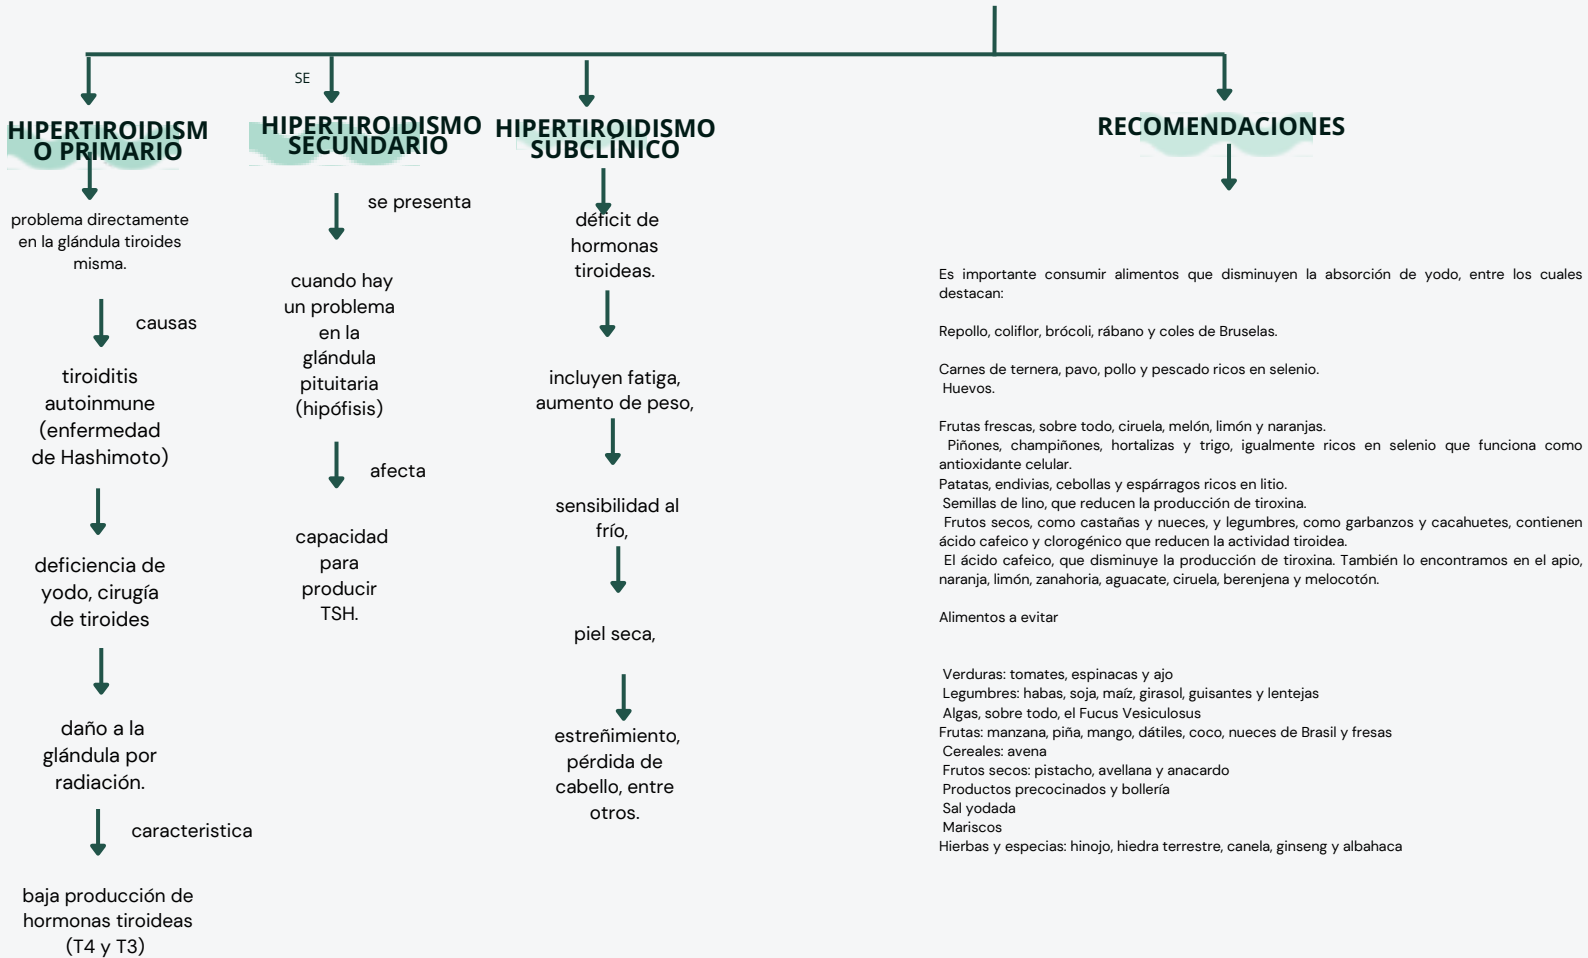 SE
HIPERTIROIDISM
O PRIMARIO
problema directamente
en la glándula tiroides
misma.
causas
tiroiditis
autoinmune
(enfermedad
de Hashimoto)
deficiencia de
yodo, cirugía
de tiroides
daño a la
glándula por
radiación.
caracteristica
baja producción de
hormonas tiroideas
(T4 y T3)
HIPERTIROIDISMO
SECUNDARIO
se presenta
cuando hay
un problema
en la
glándula
pituitaria
(hipófisis)
afecta
capacidad
para
producir
TSH.
HIPERTIROIDISMO
SUBCLÍNICO
déficit de
hormonas
tiroideas.
incluyen fatiga,
aumento de peso,
sensibilidad al
frío,
piel seca,
estreñimiento,
pérdida de
cabello, entre
otros.
RECOMENDACIONES
Es importante consumir alimentos que disminuyen la absorción de yodo, entre los cuales
destacan:
Repollo, coliflor, brócoli, rábano y coles de Bruselas.
Carnes de ternera, pavo, pollo y pescado ricos en selenio.
Huevos.
Frutas frescas, sobre todo, ciruela, melón, limón y naranjas.
Piñones, champiñones, hortalizas y trigo, igualmente ricos en selenio que funciona como
antioxidante celular.
Patatas, endivias, cebollas y espárragos ricos en litio.
Semillas de lino, que reducen la producción de tiroxina.
Frutos secos, como castañas y nueces, y legumbres, como garbanzos y cacahuetes, contienen
ácido cafeico y clorogénico que reducen la actividad tiroidea.
El ácido cafeico, que disminuye la producción de tiroxina. También lo encontramos en el apio,
naranja, limón, zanahoria, aguacate, ciruela, berenjena y melocotón.
Alimentos a evitar
Verduras: tomates, espinacas y ajo
Legumbres: habas, soja, maíz, girasol, guisantes y lentejas
Algas, sobre todo, el Fucus Vesiculosus
Frutas: manzana, piña, mango, dátiles, coco, nueces de Brasil y fresas
Cereales: avena
Frutos secos: pistacho, avellana y anacardo
Productos precocinados y bollería
Sal yodada
Mariscos
Hierbas y especias: hinojo, hiedra terrestre, canela, ginseng y albahaca